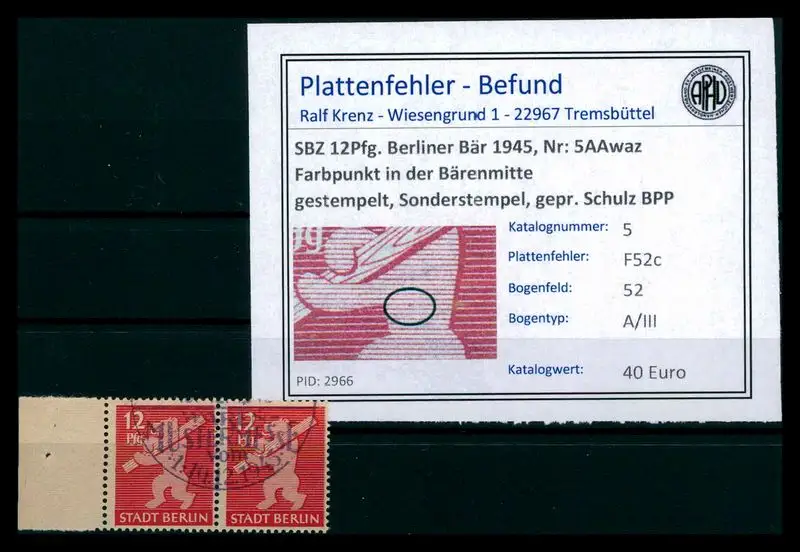 Plattenfehler - Befund
Ralf Krenz - Wiesengrund 1 - 22967 Tremsbüttel
SBZ 12Pfg. Berliner Bär 1945, Nr: 5AAwaz
Farbpunkt in der Bärenmitte
gestempelt, Sonderstempel, gepr. Schulz BPP
Katalognummer: 5
Plattenfehler: F52c
Bogenfeld: 52
Bogentyp: A/III
Katalogwert: 40 Euro
PID: 2966
APHV
12 12
Pfg Pfg
STADT BERLIN STADT BERLIN